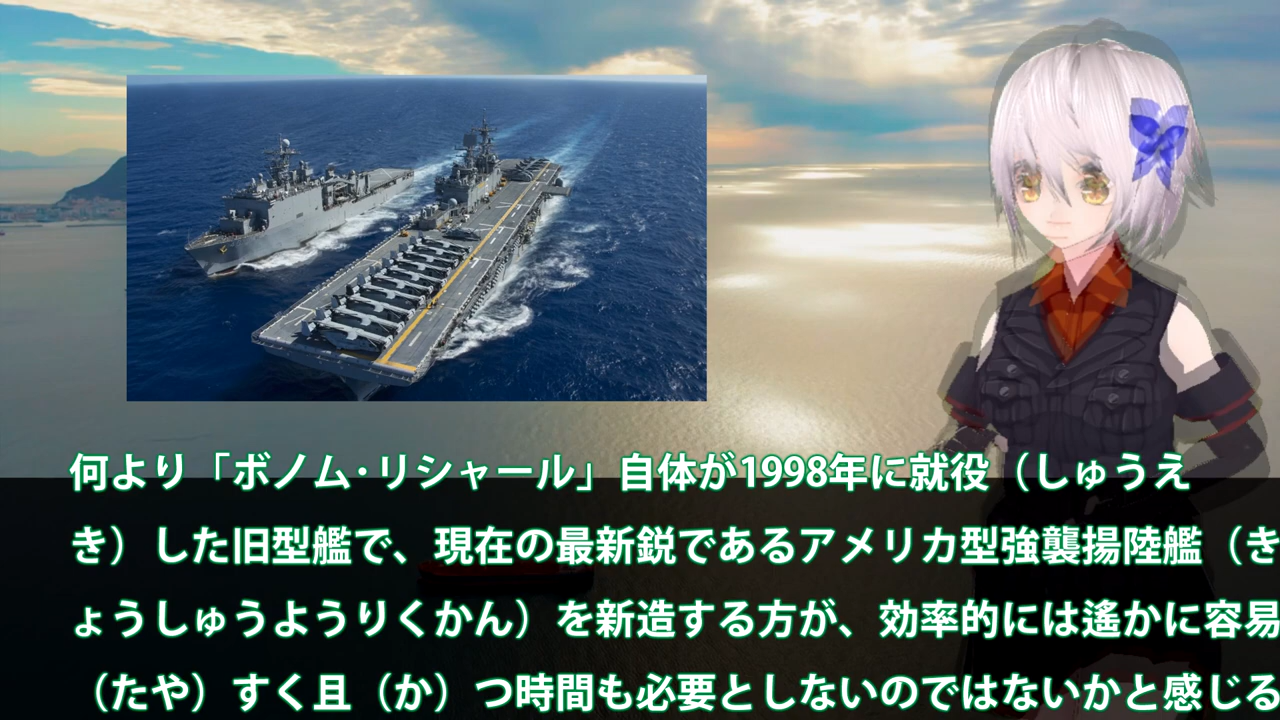 何より「ボノム・リシャール」自体が1998年に就役（しゅうえ
き）した旧型艦で、現在の最新鋭であるアメリカ型強襲揚陸艦（き
ょうしゅうようりくかん）を新造する方が、効率的には遙かに容易
（たや）すく且（か）つ時間も必要としないのではないかと感じる